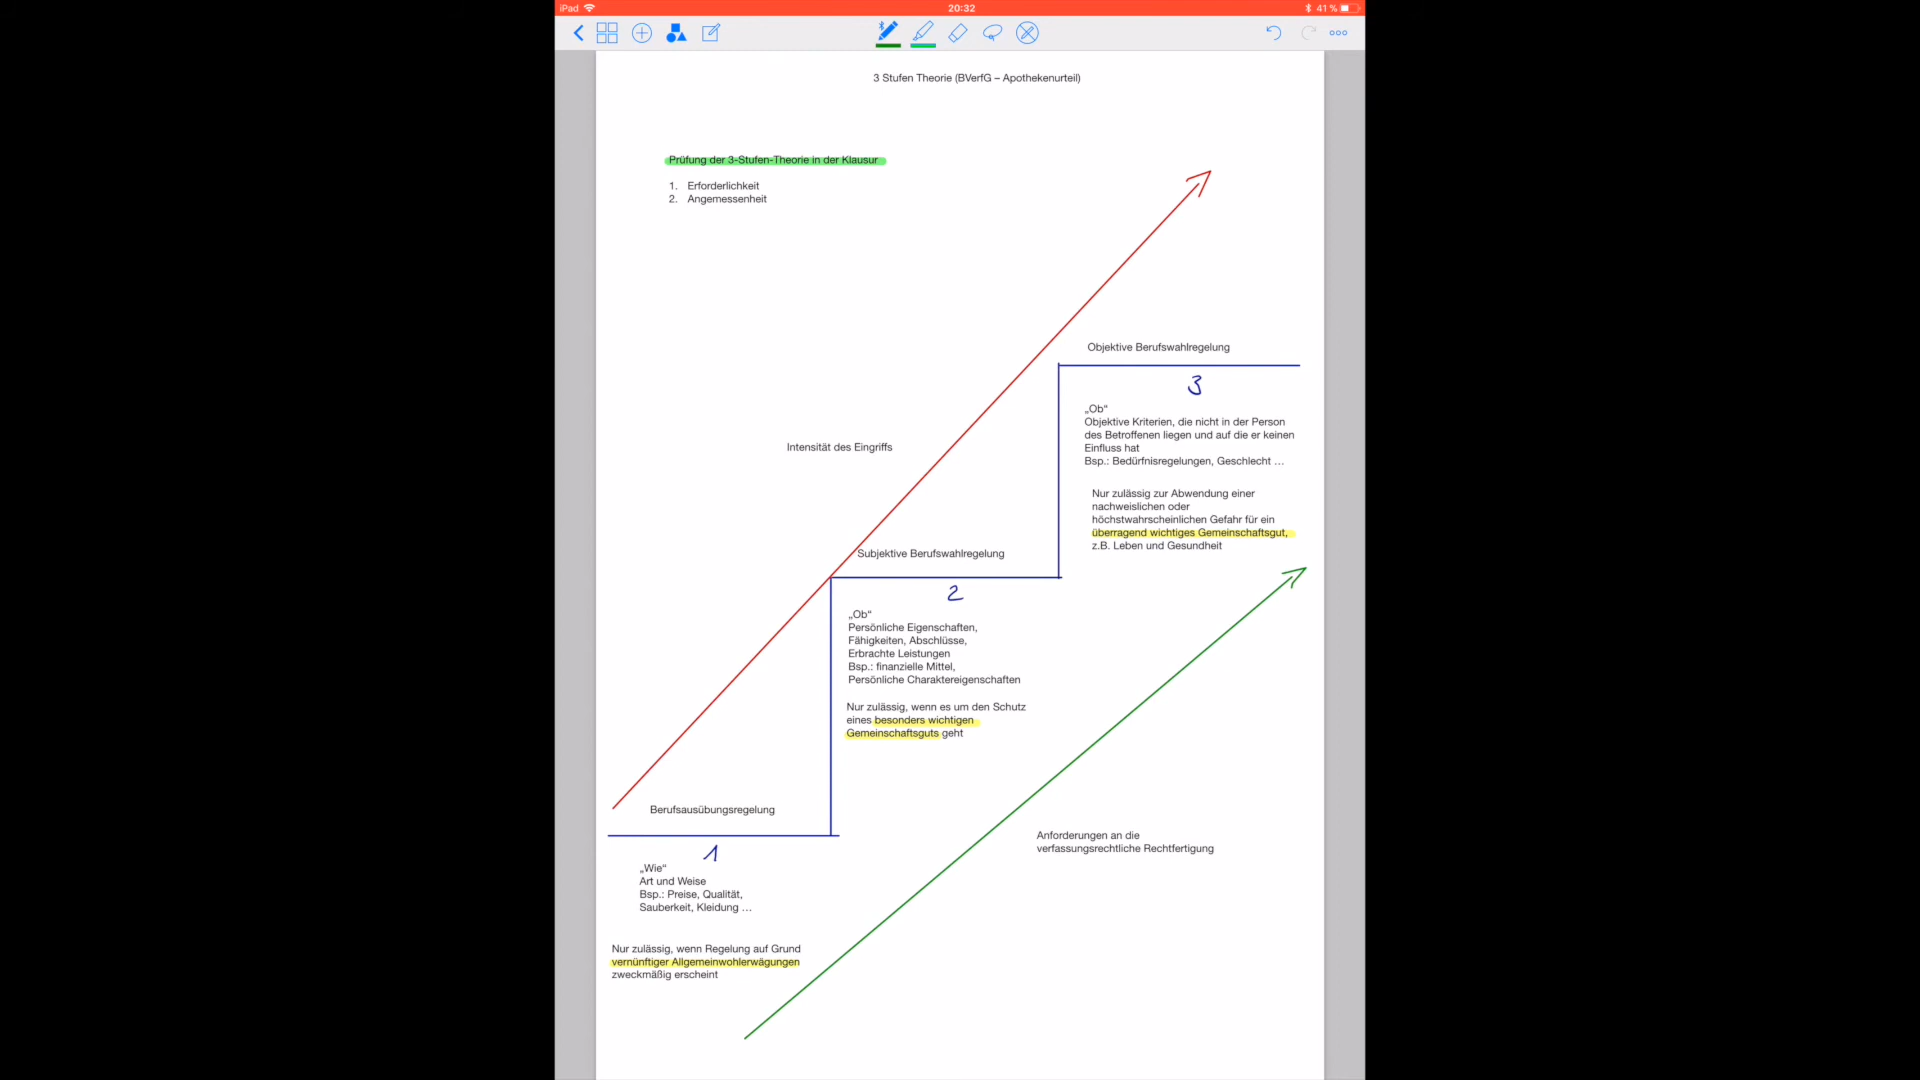 iPad
20:32
41 %
3 Stufen Theorie (BVerfG – Apothekenurteil)
Prüfung der 3-Stufen-Theorie in der Klausur
1. Erforderlichkeit
2. Angemessenheit
Objektive Berufswahlregelung
3
„Ob“
Objektive Kriterien, die nicht in der Person
des Betroffenen liegen und auf die er keinen
Einfluss hat
Bsp.: Bedürfnisregelungen, Geschlecht …
Nur zulässig zur Abwendung einer
nachweislichen oder
höchstwahrscheinlichen Gefahr für ein
überragend wichtiges Gemeinschaftsgut,
z.B. Leben und Gesundheit
Intensität des Eingriffs
Subjektive Berufswahlregelung
2
„Ob“
Persönliche Eigenschaften,
Fähigkeiten, Abschlüsse,
Erbrachte Leistungen
Bsp.: finanzielle Mittel,
Persönliche Charaktereigenschaften
Nur zulässig, wenn es um den Schutz
eines besonders wichtigen
Gemeinschaftsguts geht
Berufsausübungsregelung
1
„Wie“
Art und Weise
Bsp.: Preise, Qualität,
Sauberkeit, Kleidung …
Nur zulässig, wenn Regelung auf Grund
vernünftiger Allgemeinwohlerwägungen
zweckmäßig erscheint
Anforderungen an die
verfassungsrechtliche Rechtfertigung